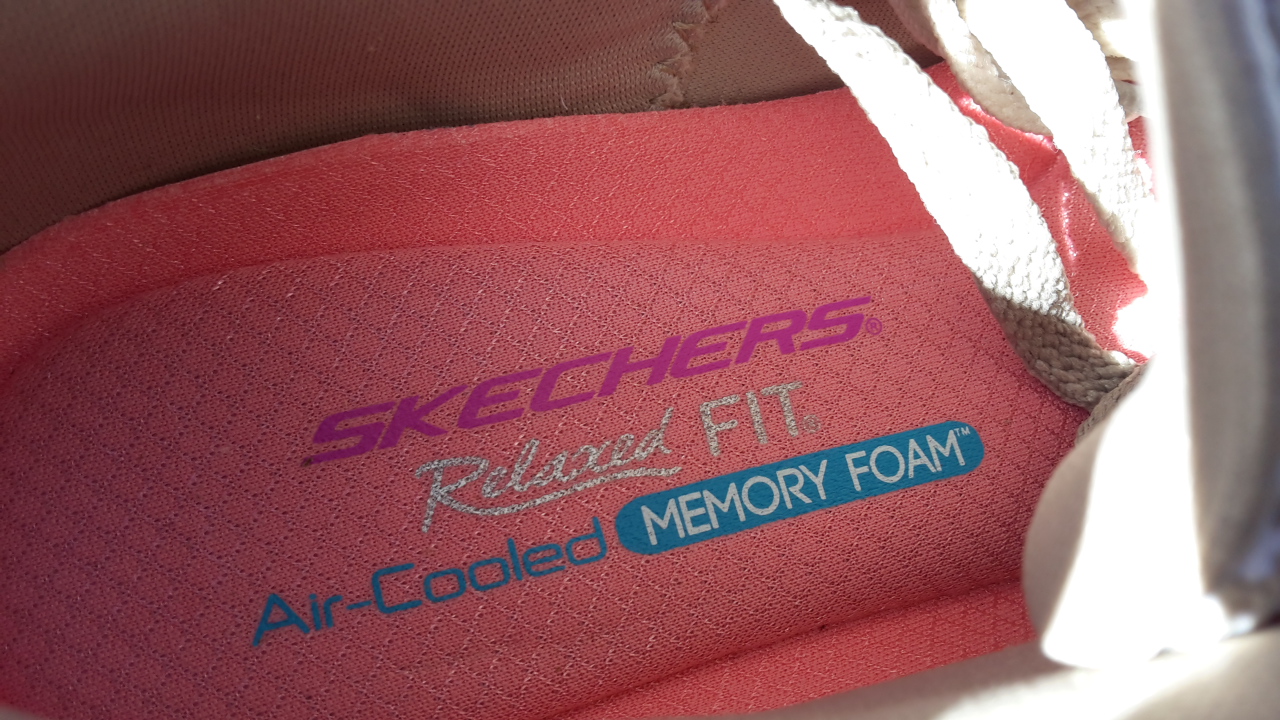 SKECHERS®
Relaxed FIT®
Air-Cooled MEMORY FOAM™